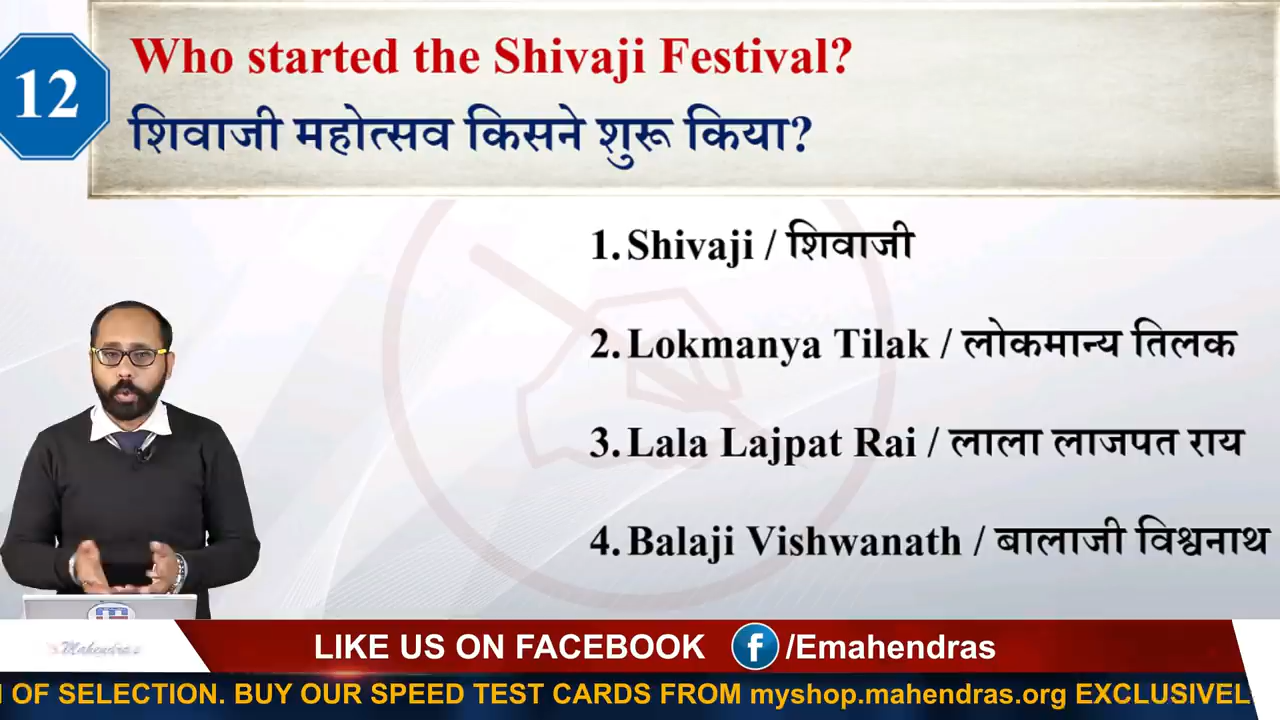 12
Who started the Shivaji Festival?
शिवाजी महोत्सव किसने शुरू किया?
1. Shivaji / शिवाजी
2. Lokmanya Tilak / लोकमान्य तिलक
3. Lala Lajpat Rai / लाला लाजपत राय
4. Balaji Vishwanath / बालाजी विश्वनाथ
Mahendra's
LIKE US ON FACEBOOK f /Emahendras
OF SELECTION. BUY OUR SPEED TEST CARDS FROM myshop.mahendras.org EXCLUSIVEL